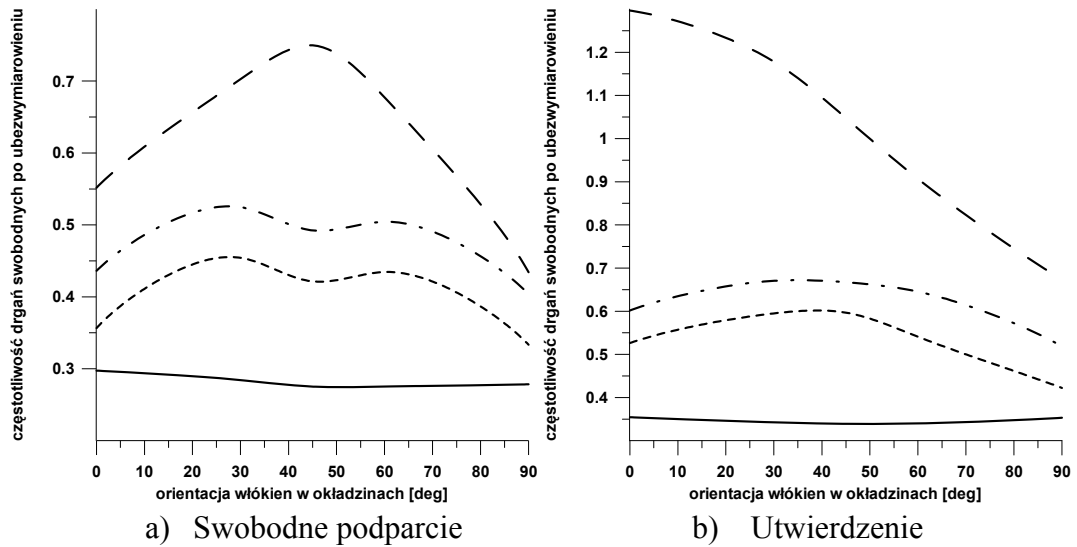 częstotliwość drgań swobodnych po ubezwymiarowieniu
0.7
0.6
0.5
0.4
0.3
0 10 20 30 40 50 60 70 80 90
orientacja włókien w okładzinach [deg]
a) Swobodne podparcie
częstotliwość drgań swobodnych po ubezwymiarowieniu
1.2
1.1
1
0.9
0.8
0.7
0.6
0.5
0.4
0 10 20 30 40 50 60 70 80 90
orientacja włókien w okładzinach [deg]
b) Utwierdzenie